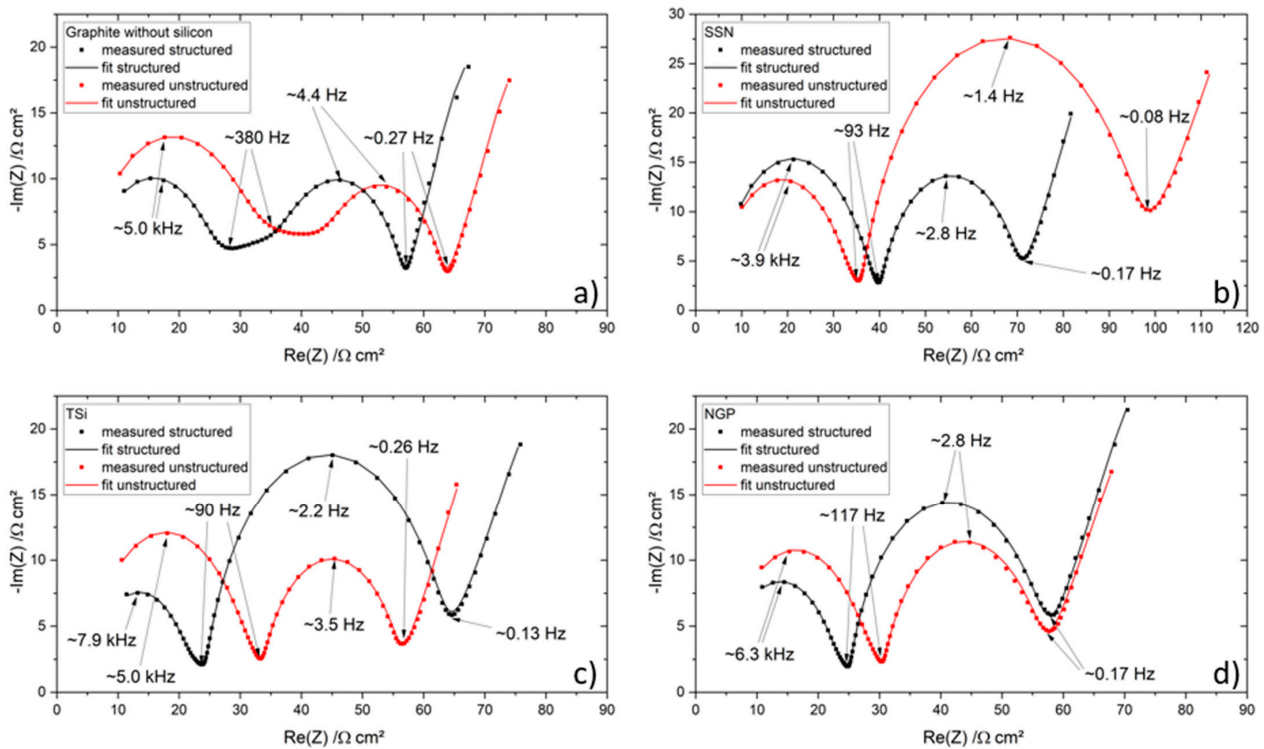 Graphite without silicon
measured structured
fit structured
measured unstructured
fit unstructured
~4.4 Hz
~380 Hz
~0.27 Hz
~5.0 kHz
a)
-Im(Z) /Ω cm²
20
15
10
5
0
0 10 20 30 40 50 60 70 80 90
Re(Z) /Ω cm²
SSN
measured structured
fit structured
measured unstructured
fit unstructured
~1.4 Hz
~93 Hz
~0.08 Hz
~3.9 kHz
~2.8 Hz
~0.17 Hz
b)
-Im(Z) /Ω cm²
30
25
20
15
10
5
0
0 10 20 30 40 50 60 70 80 90 100 110 120
Re(Z) /Ω cm²
TSi
measured structured
fit structured
measured unstructured
fit unstructured
~0.26 Hz
~90 Hz
~2.2 Hz
~7.9 kHz
~3.5 Hz
~0.13 Hz
~5.0 kHz
c)
-Im(Z) /Ω cm²
20
15
10
5
0
0 10 20 30 40 50 60 70 80 90
Re(Z) /Ω cm²
NGP
measured structured
fit structured
measured unstructured
fit unstructured
~2.8 Hz
~117 Hz
~6.3 kHz
~0.17 Hz
d)
-Im(Z) /Ω cm²
20
15
10
5
0
0 10 20 30 40 50 60 70 80 90
Re(Z) /Ω cm²